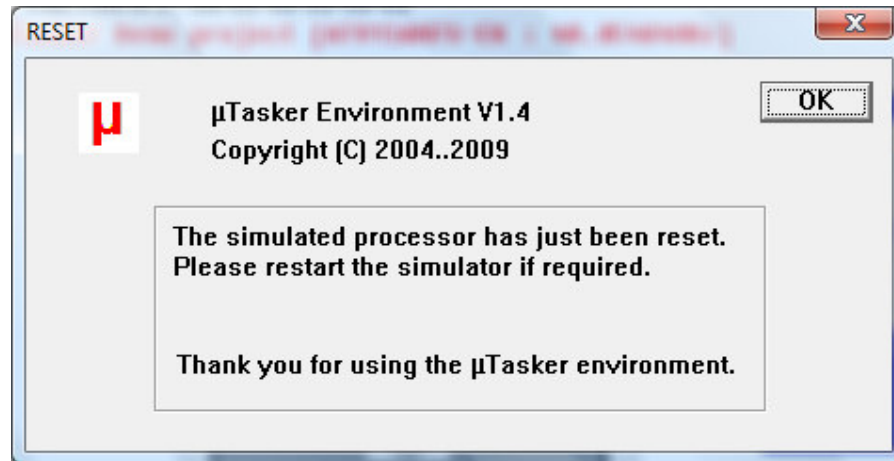 RESET
µ
µTasker Environment V1.4
Copyright (C) 2004..2009
OK
The simulated processor has just been reset.
Please restart the simulator if required.
Thank you for using the µTasker environment.